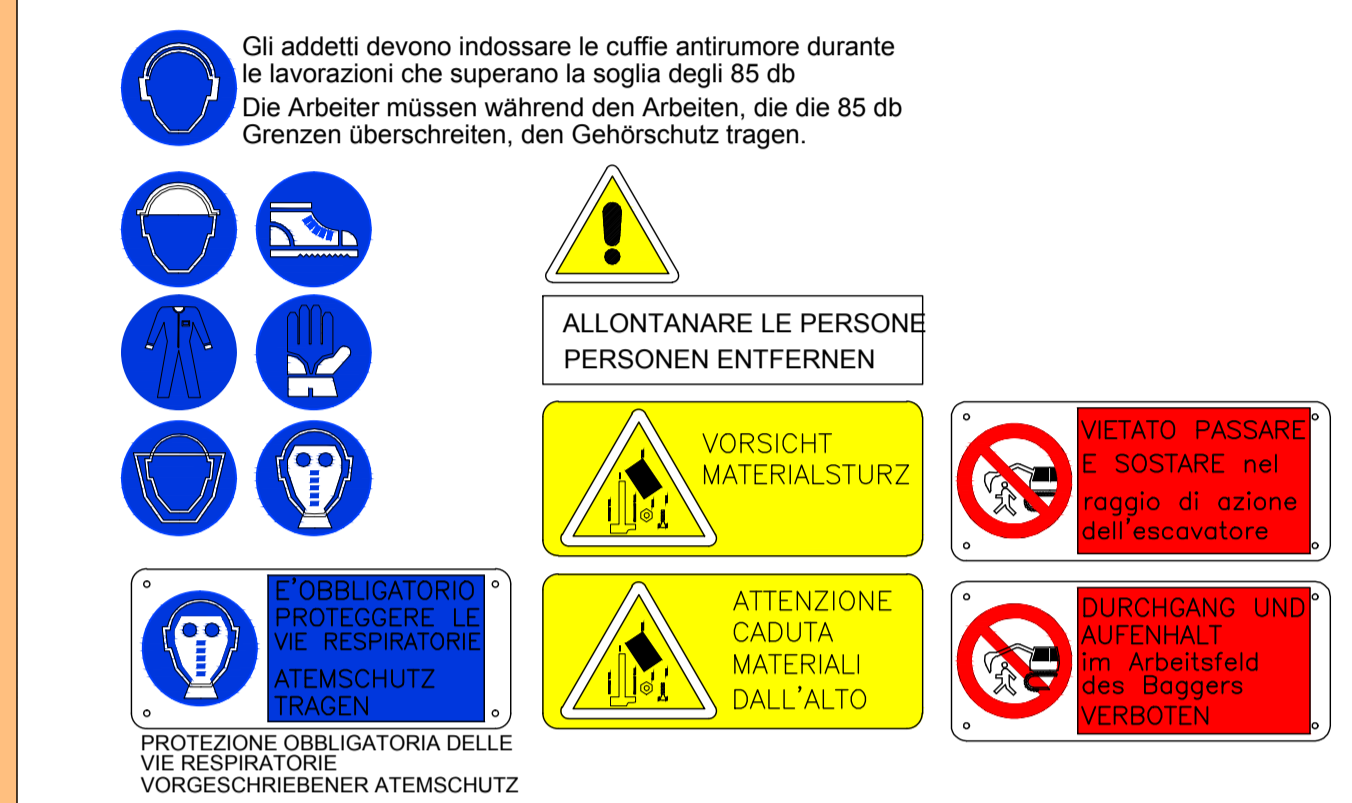 Gli addetti devono indossare le cuffie antirumore durante
le lavorazioni che superano la soglia degli 85 db
Die Arbeiter müssen während den Arbeiten, die die 85 db
Grenzen überschreiten, den Gehörschutz tragen.
ALLONTANARE LE PERSONE
PERSONEN ENTFERNEN
VORSICHT
MATERIALSTURZ
VIETATO PASSARE
E SOSTARE nel
raggio di azione
dell'escavatore
E'OBBLIGATORIO
PROTEGGERE LE
VIE RESPIRATORIE
ATEMSCHUTZ
TRAGEN
ATTENZIONE
CADUTA
MATERIALI
DALL'ALTO
DURCHGANG UND
AUFENHALT
im Arbeitsfeld
des Baggers
VERBOTEN
PROTEZIONE OBBLIGATORIA DELLE
VIE RESPIRATORIE
VORGESCHRIEBENER ATEMSCHUTZ